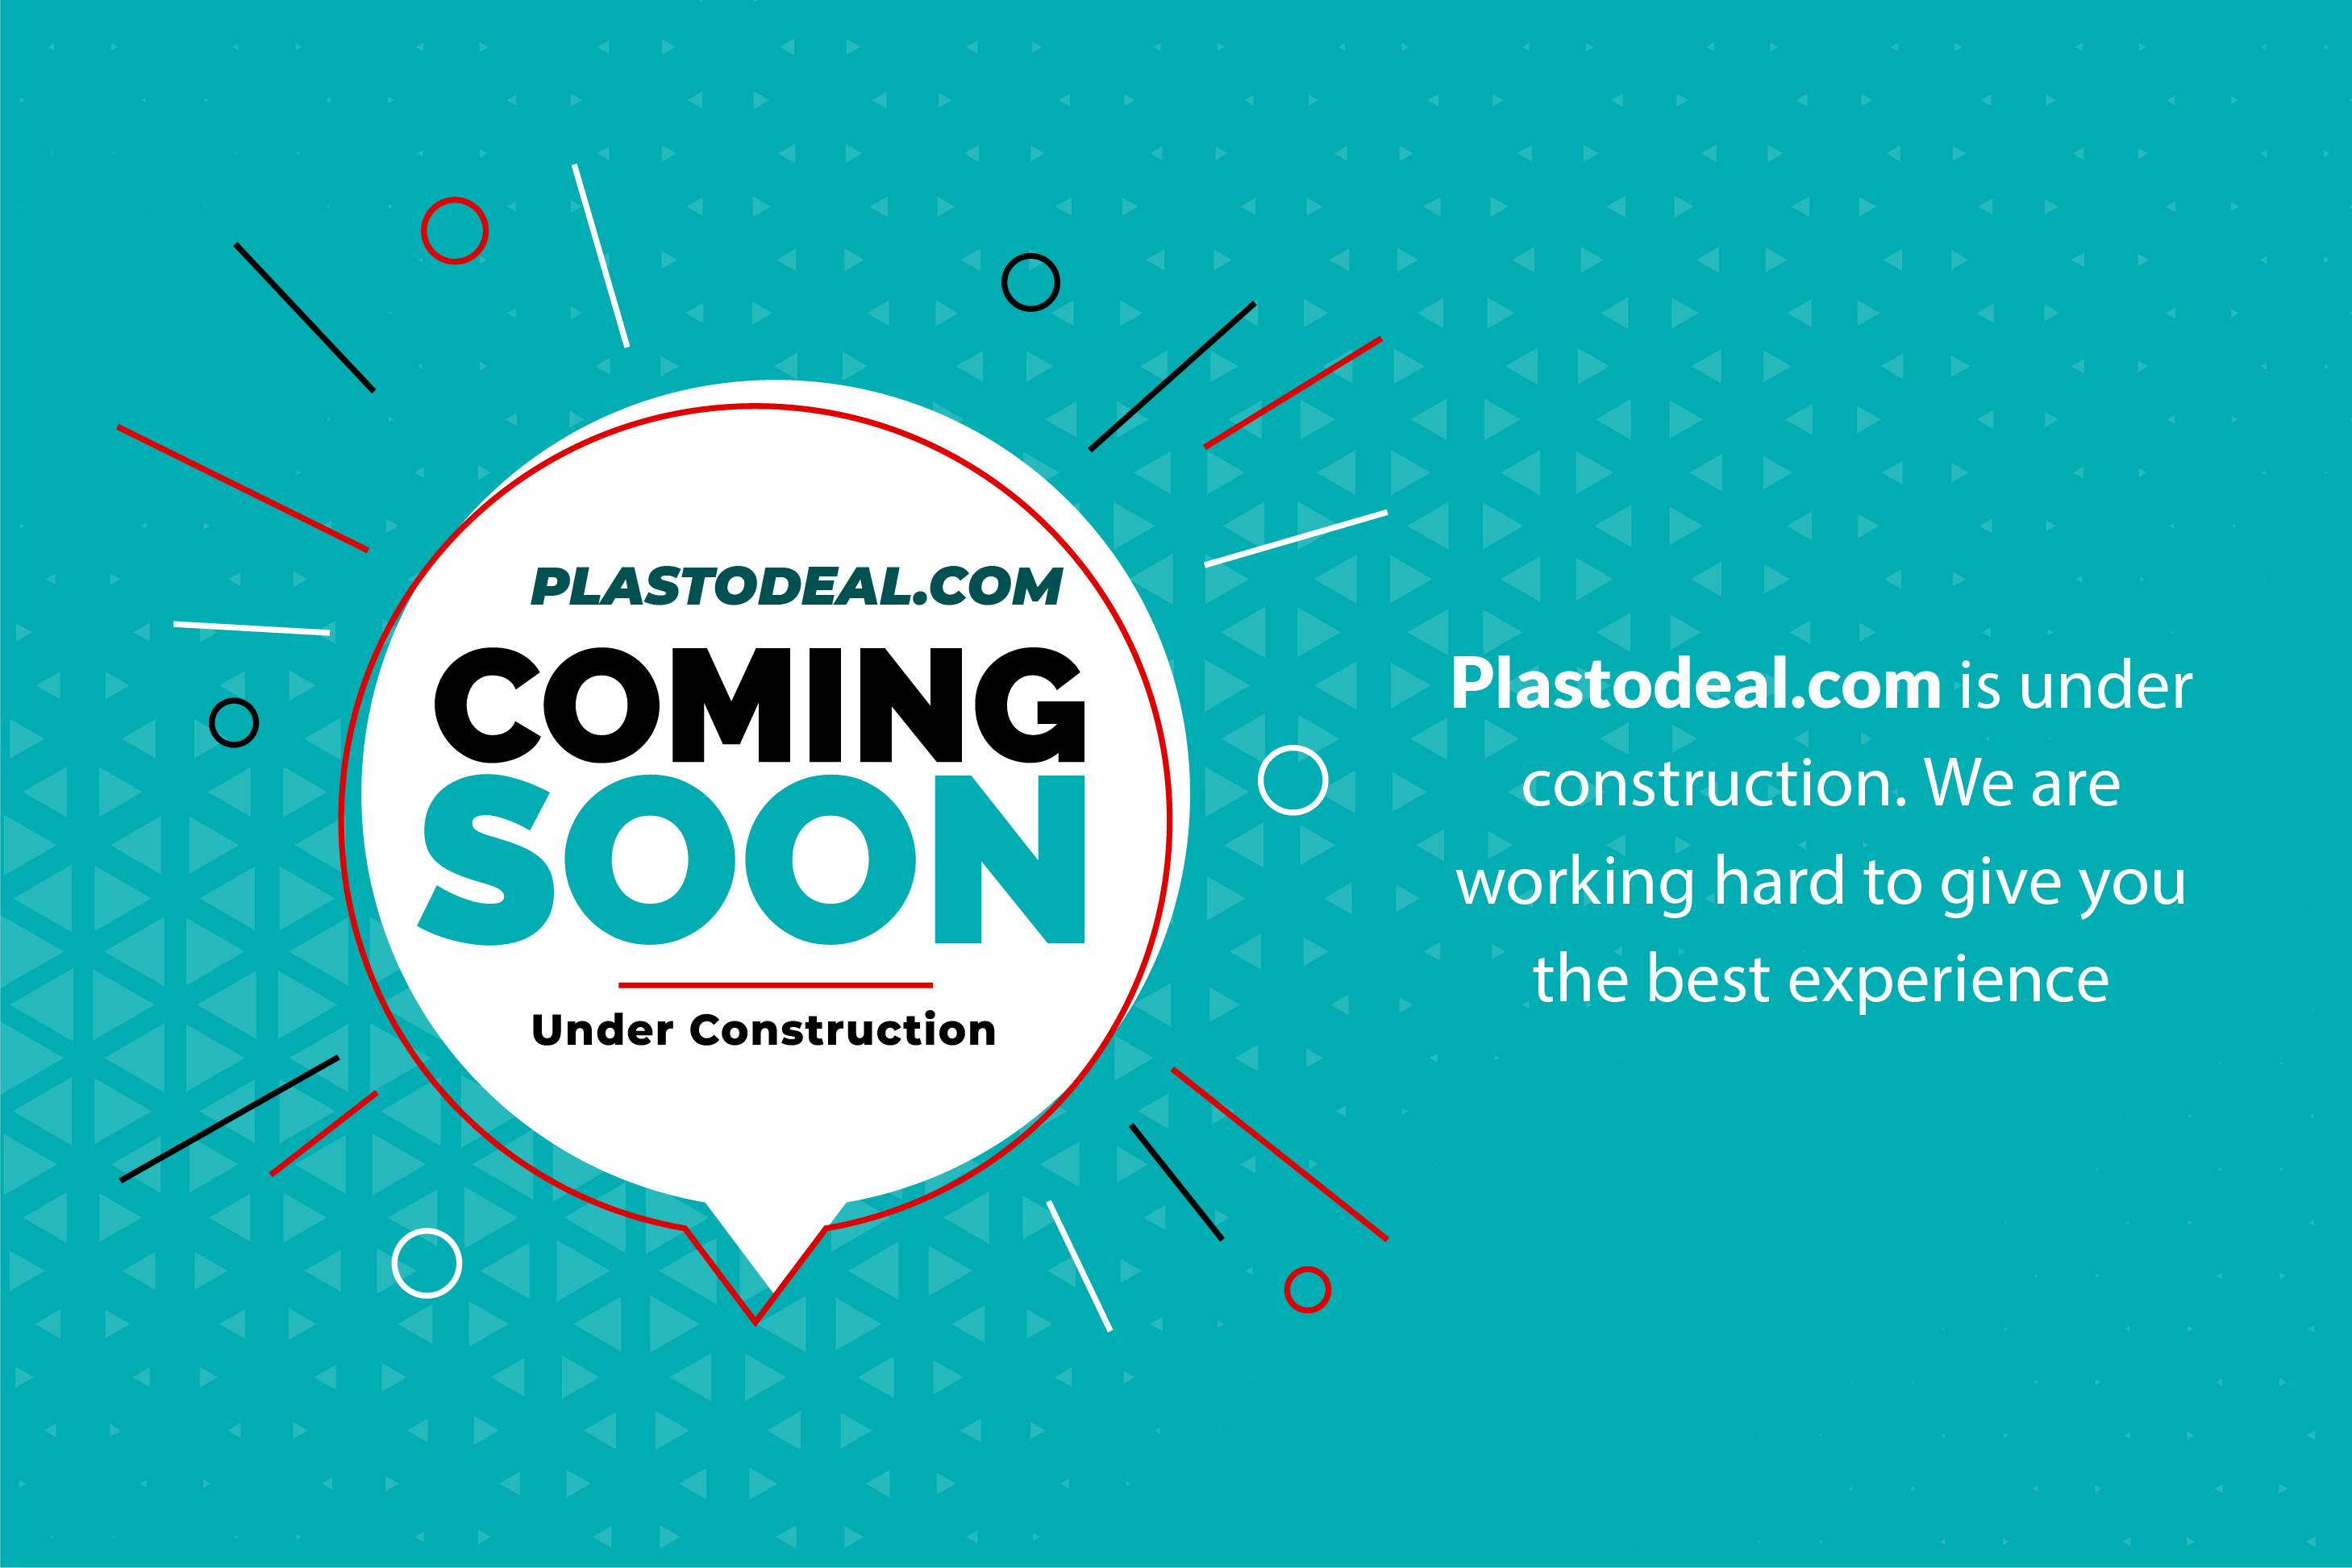 PLASTODEAL.COM
COMING
SOON
Under Construction
Plastodeal.com is under
construction. We are
working hard to give you
the best experience